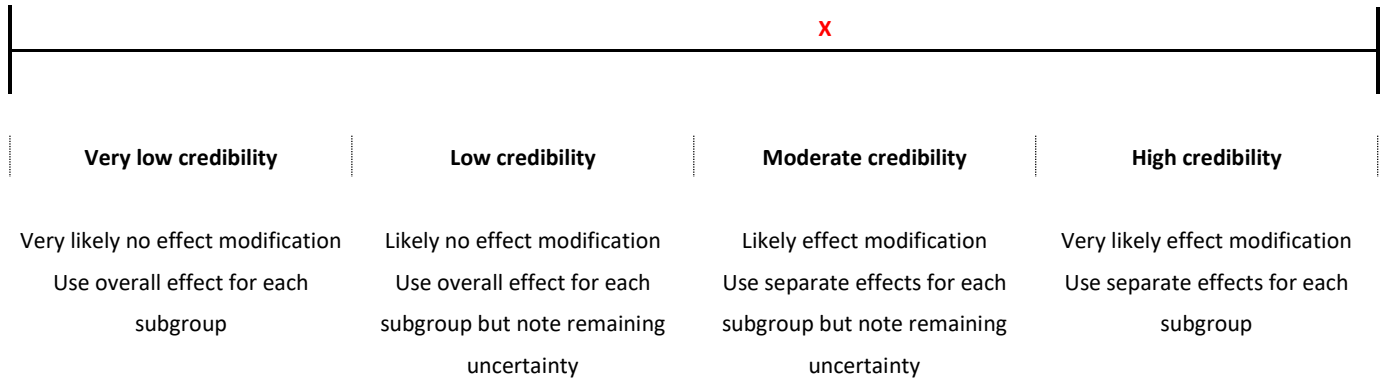 X
Very low credibility
Low credibility
Moderate credibility
High credibility
Very likely no effect modification
Use overall effect for each
subgroup
Likely no effect modification
Use overall effect for each
subgroup but note remaining
uncertainty
Likely effect modification
Use separate effects for each
subgroup but note remaining
uncertainty
Very likely effect modification
Use separate effects for each
subgroup